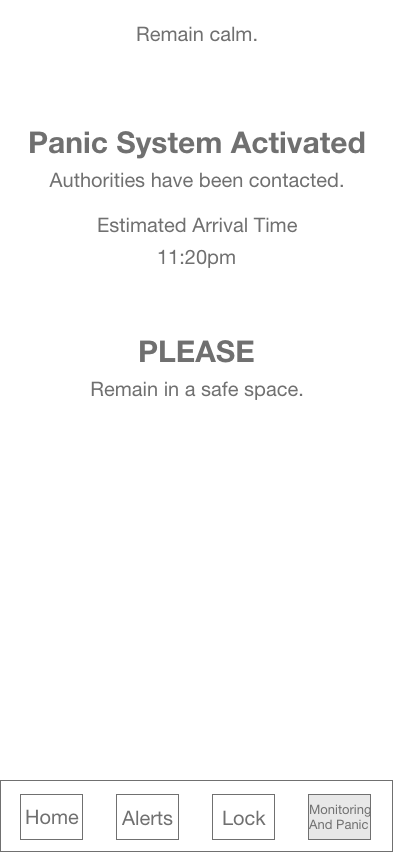 Remain calm.
Panic System Activated
Authorities have been contacted.
Estimated Arrival Time
11:20pm
PLEASE
Remain in a safe space.
Home
Alerts
Lock
Monitoring
And Panic